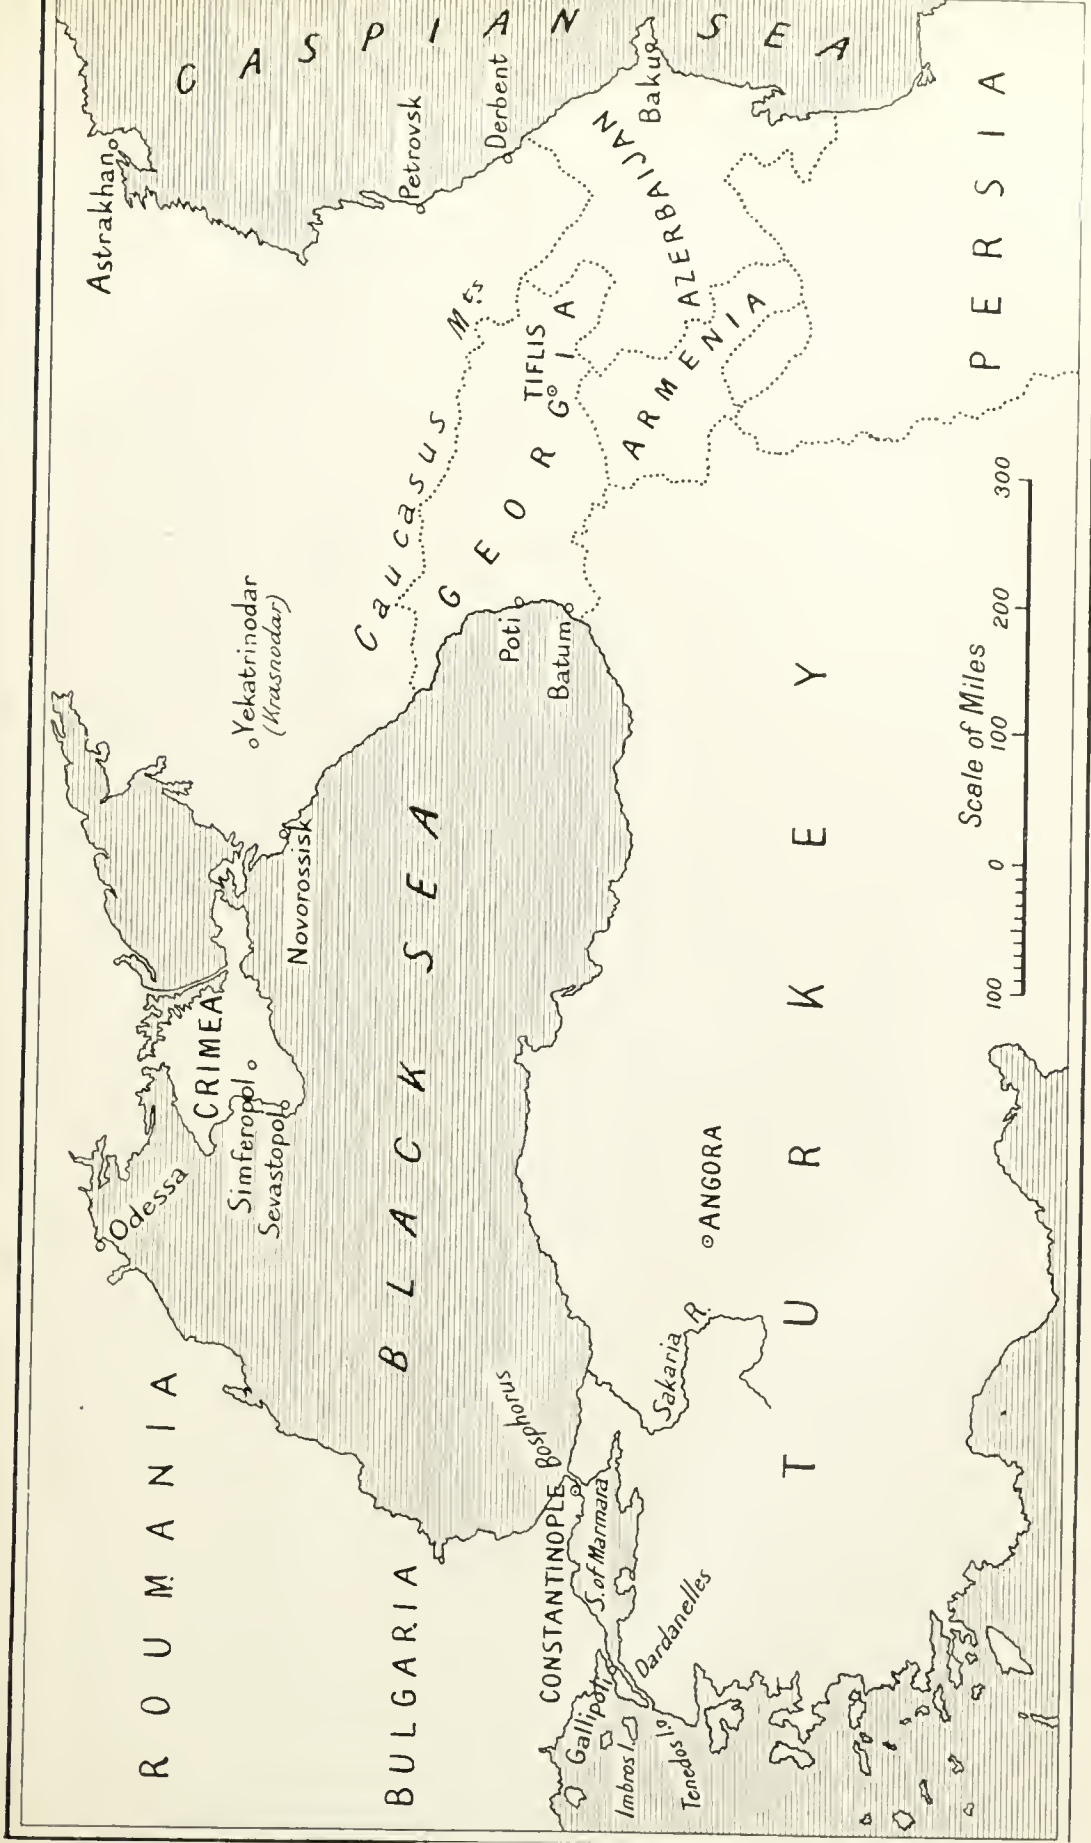 ROUMANIA
BULGARIA
Odessa
CRIMEA
Simferopol
Sevastopol
Novorossisk
Yekatrinodar
(Krasnodar)
Astrakhan
CASPIAN SEA
Petrovsk
Derbent
Baku
Caucasus Mts
BLACK SEA
GEORGIA
TIFLIS
Poti
Batum
AZERBAIJAN
ARMENIA
PERSIA
Bosphorus
CONSTANTINOPLE
S. of Marmara
Gallipoli
Dardanelles
Imbros I.
Tenedos I.
Sakaria R.
ANGORA
TURKEY
Scale of Miles
100 0 100 200 300